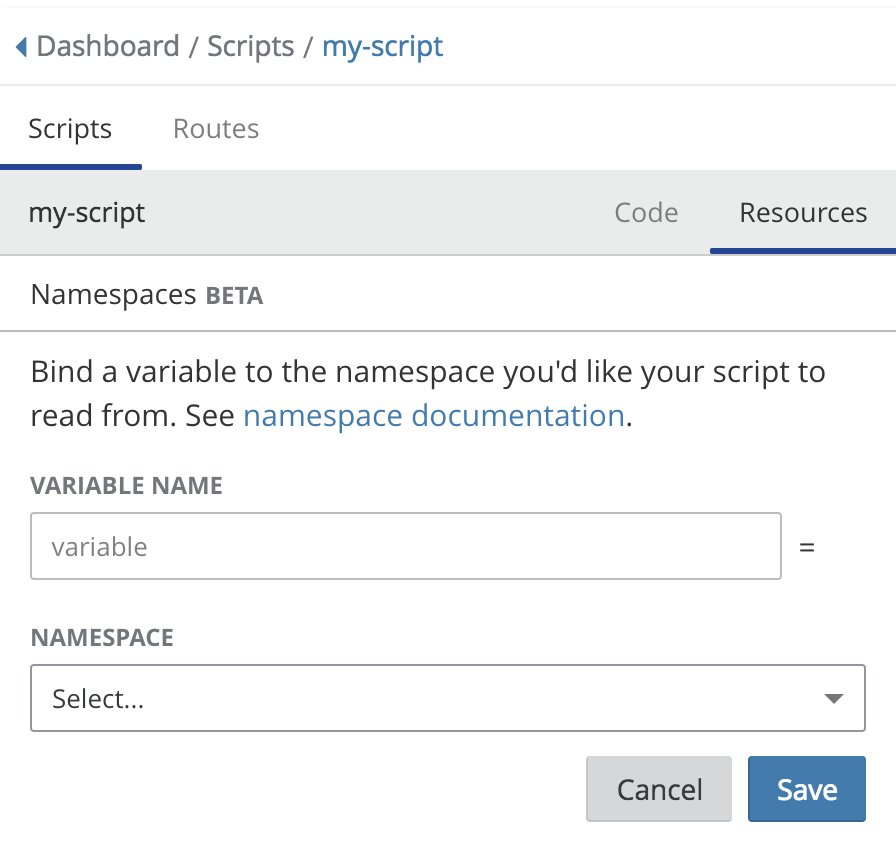 Dashboard / Scripts / my-script
Scripts Routes
my-script Code Resources
Namespaces BETA
Bind a variable to the namespace you'd like your script to
read from. See namespace documentation.
VARIABLE NAME
variable =
NAMESPACE
Select...
Cancel Save